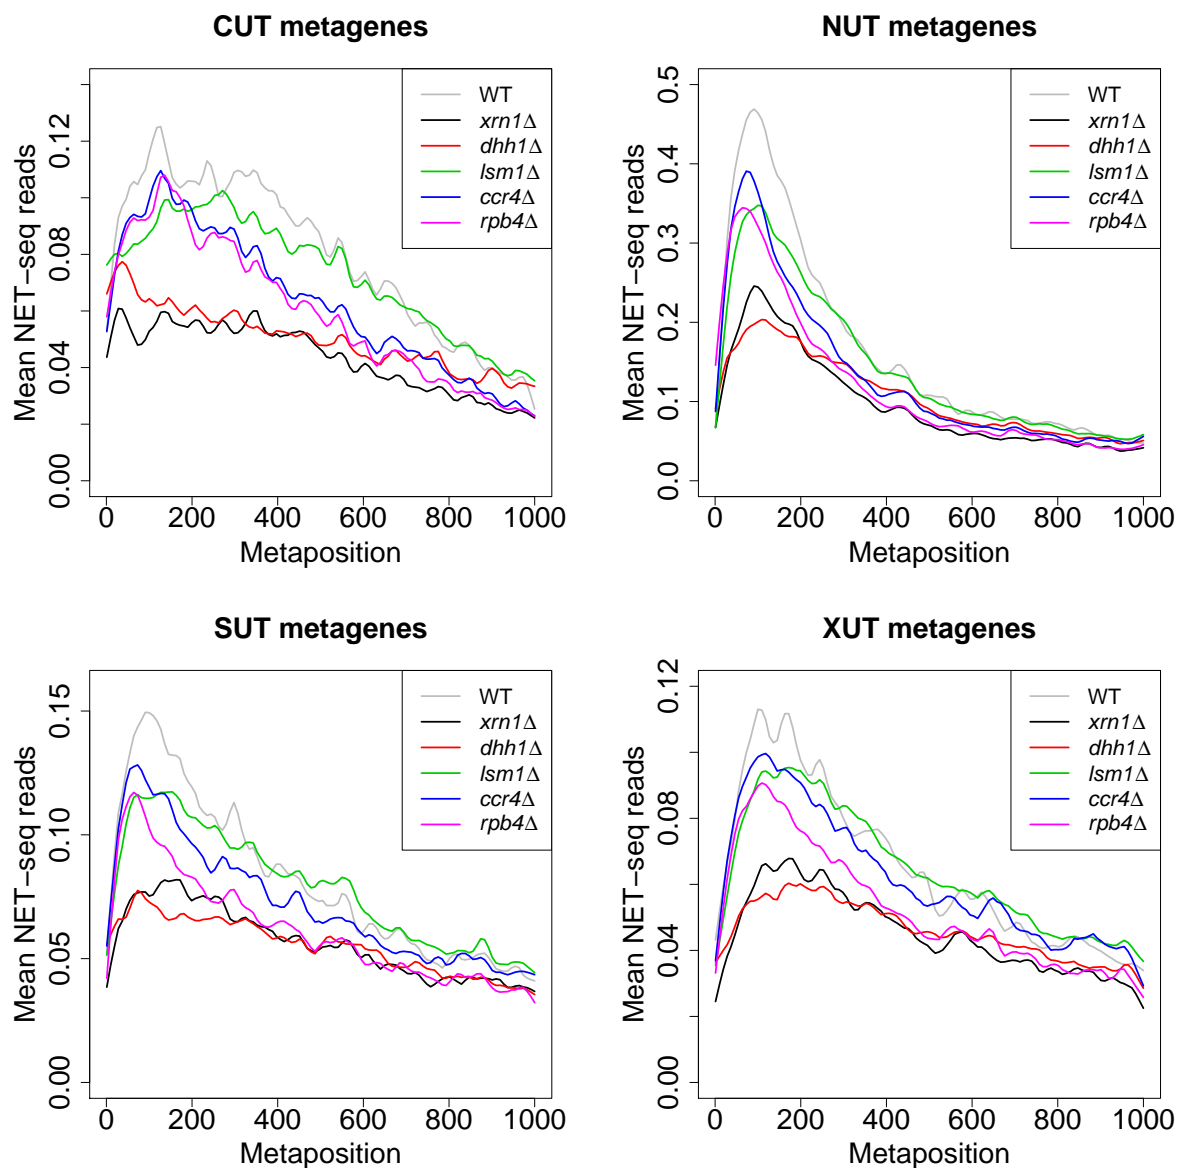 CUT metagenes
Mean NET−seq reads
0.00
0.04
0.08
0.12
WT
xrn1Δ
dhh1Δ
lsm1Δ
ccr4Δ
rpb4Δ
0 200 400 600 800 1000
Metaposition
NUT metagenes
Mean NET−seq reads
0.0
0.1
0.2
0.3
0.4
0.5
WT
xrn1Δ
dhh1Δ
lsm1Δ
ccr4Δ
rpb4Δ
0 200 400 600 800 1000
Metaposition
SUT metagenes
Mean NET−seq reads
0.00
0.05
0.10
0.15
WT
xrn1Δ
dhh1Δ
lsm1Δ
ccr4Δ
rpb4Δ
0 200 400 600 800 1000
Metaposition
XUT metagenes
Mean NET−seq reads
0.00
0.04
0.08
0.12
WT
xrn1Δ
dhh1Δ
lsm1Δ
ccr4Δ
rpb4Δ
0 200 400 600 800 1000
Metaposition